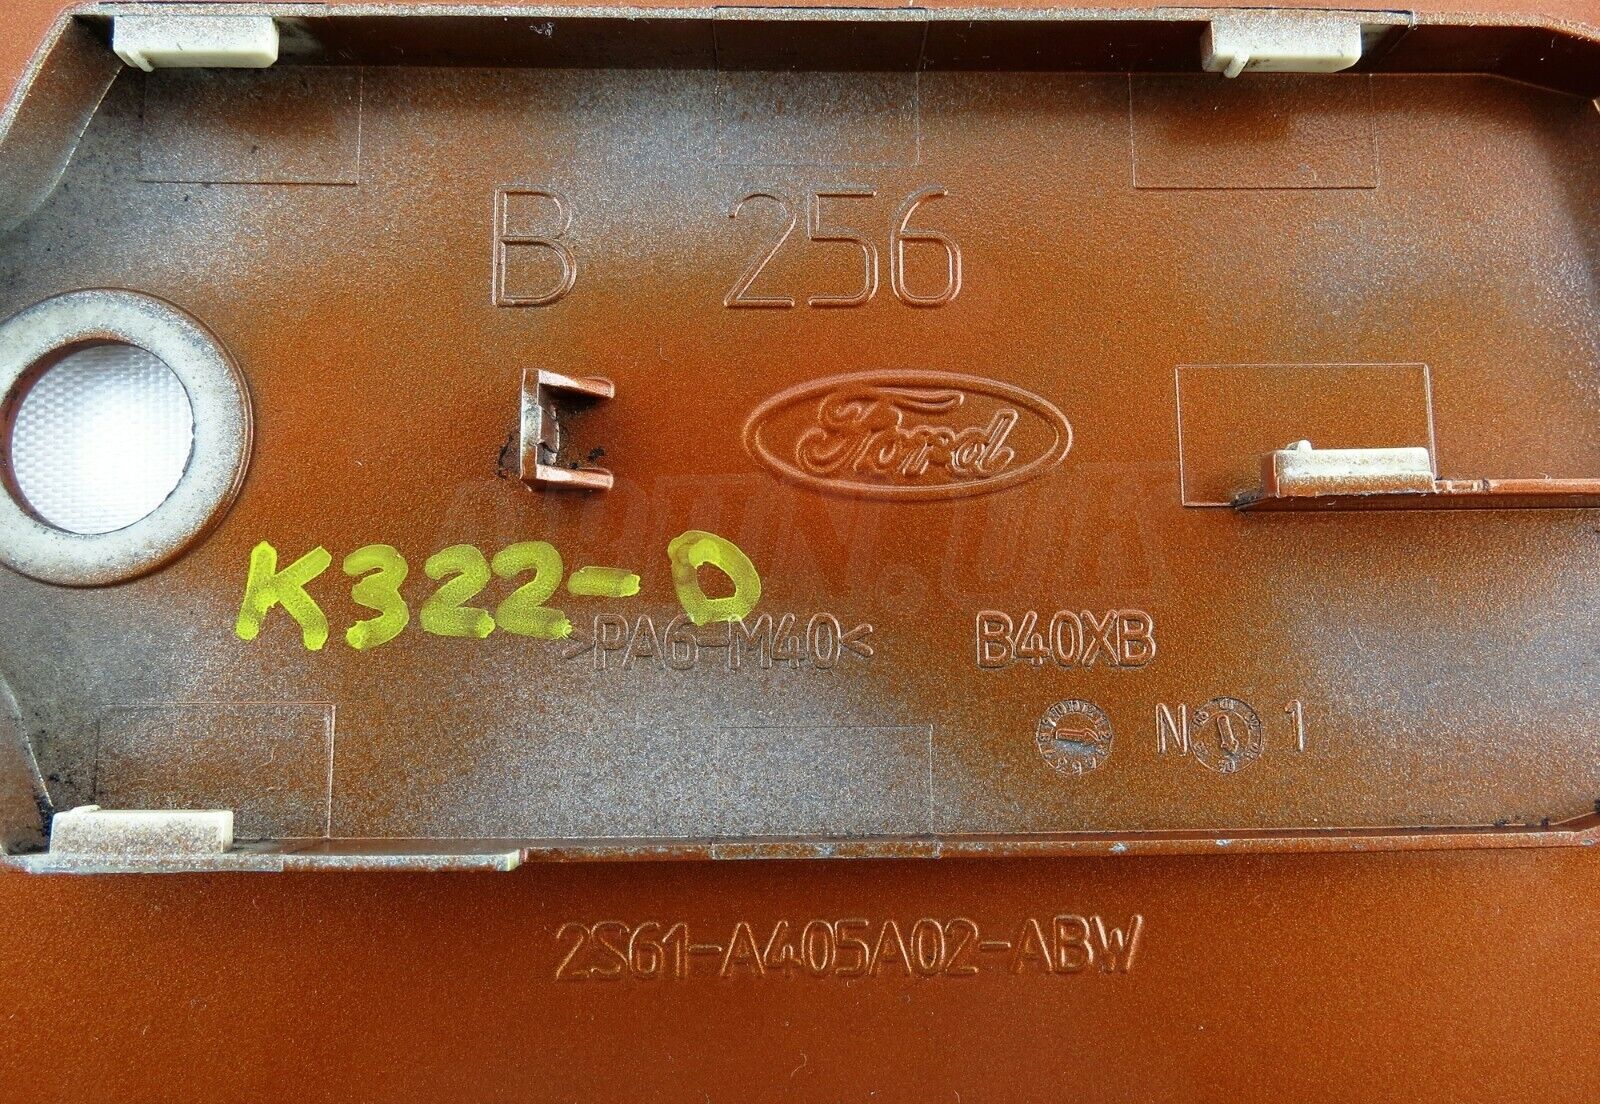 B 256
Ford
K322-D
>PA6-M40< B40XB
N 1
2S61-A405A02-ABW